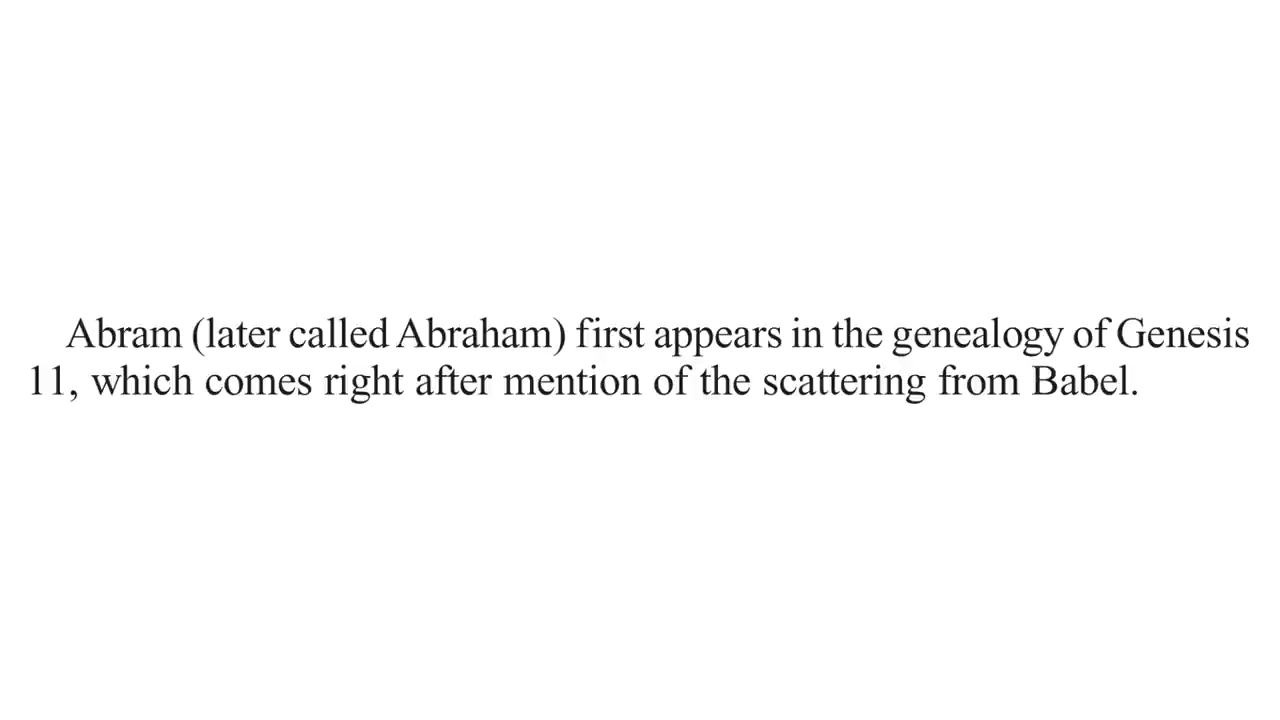 Abram (later called Abraham) first appears in the genealogy of Genesis
11, which comes right after mention of the scattering from Babel.